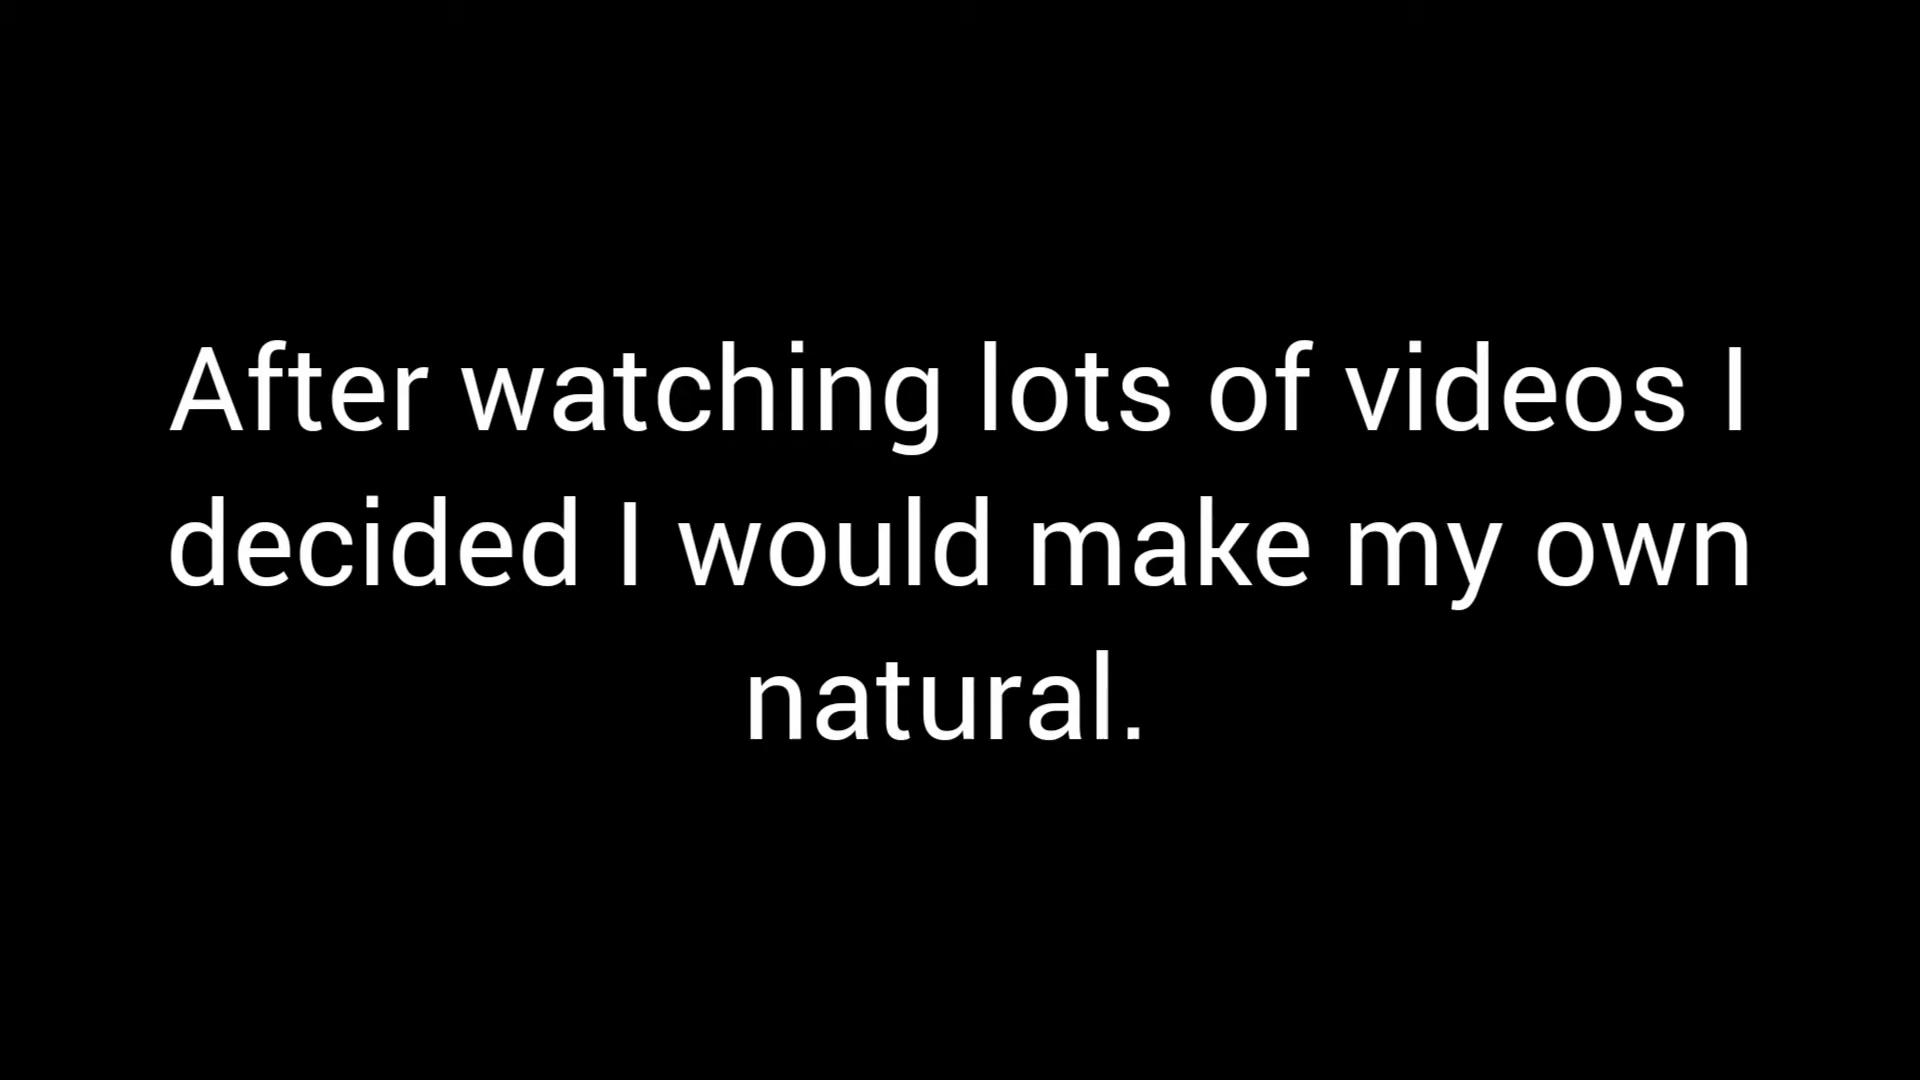 After watching lots of videos I
decided I would make my own
natural.